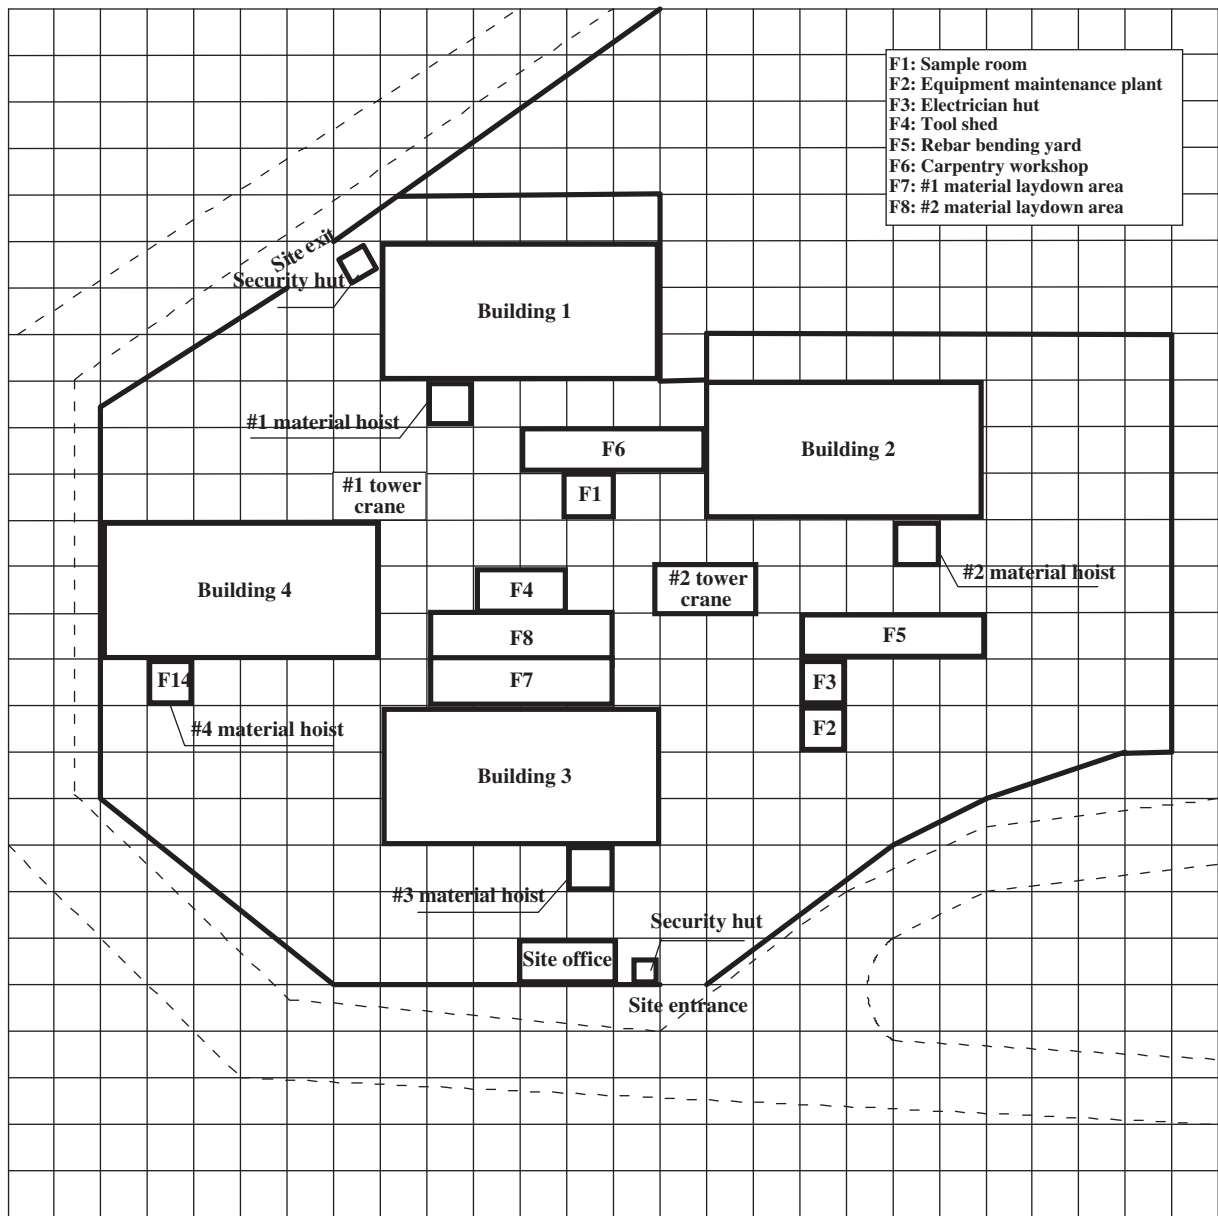 F1: Sample room
F2: Equipment maintenance plant
F3: Electrician hut
F4: Tool shed
F5: Rebar bending yard
F6: Carpentry workshop
F7: #1 material laydown area
F8: #2 material laydown area
Site exit
Security hut
Building 1
#1 material hoist
F6
Building 2
#1 tower
crane
F1
Building 4
F4
#2 tower
crane
#2 material hoist
F8
F5
F14
F7
F3
#4 material hoist
F2
Building 3
#3 material hoist
Security hut
Site office
Site entrance